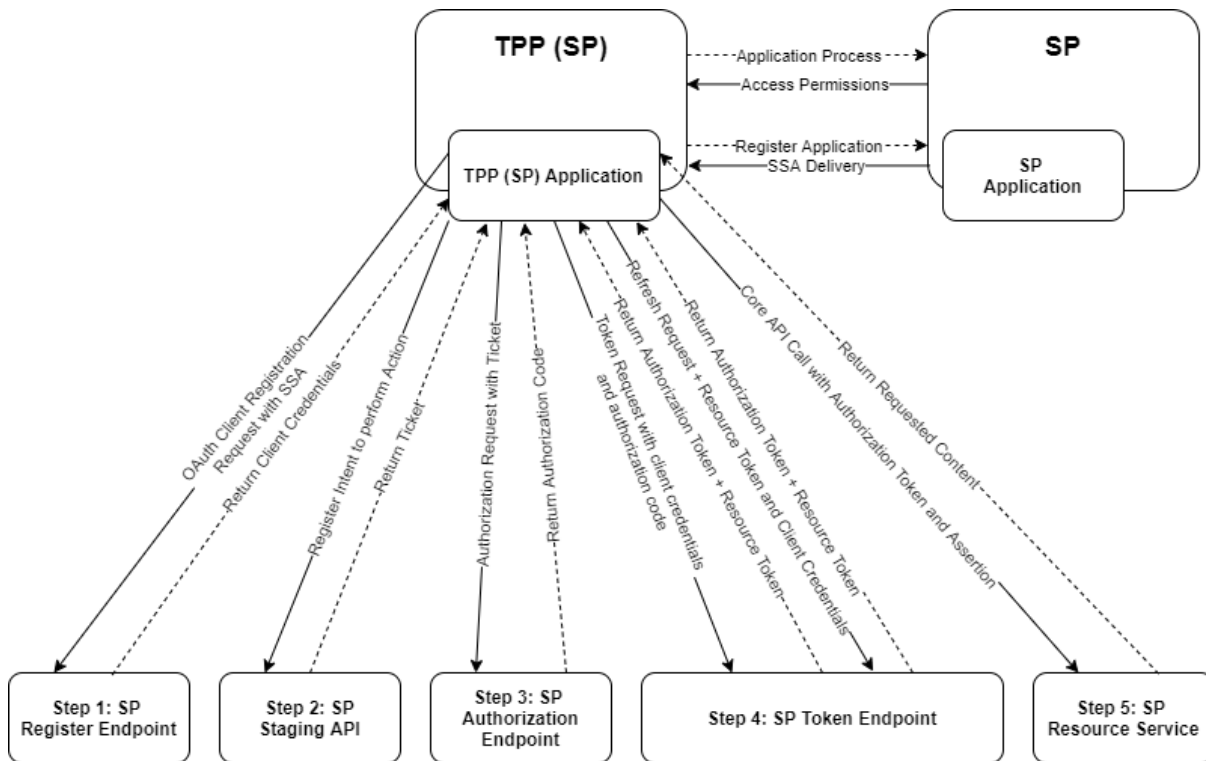 TPP (SP)
SP
Application Process
Access Permissions
Register Application
SSA Delivery
TPP (SP) Application
SP
Application
OAuth Client Registration
Request with SSA
Return Client Credentials
Register Intent to perform Action
Return Ticket
Authorization Request with Ticket
Return Authorization Code
Token Request with client credentials
and authorization code
Return Authorization Token + Resource Token
Refresh Request + Resource Token and Client Credentials
Return Authorization Token + Resource Token
Core API Call with Authorization Token and Assertion
Return Requested Content
Step 1: SP
Register Endpoint
Step 2: SP
Staging API
Step 3: SP
Authorization
Endpoint
Step 4: SP Token Endpoint
Step 5: SP
Resource Service